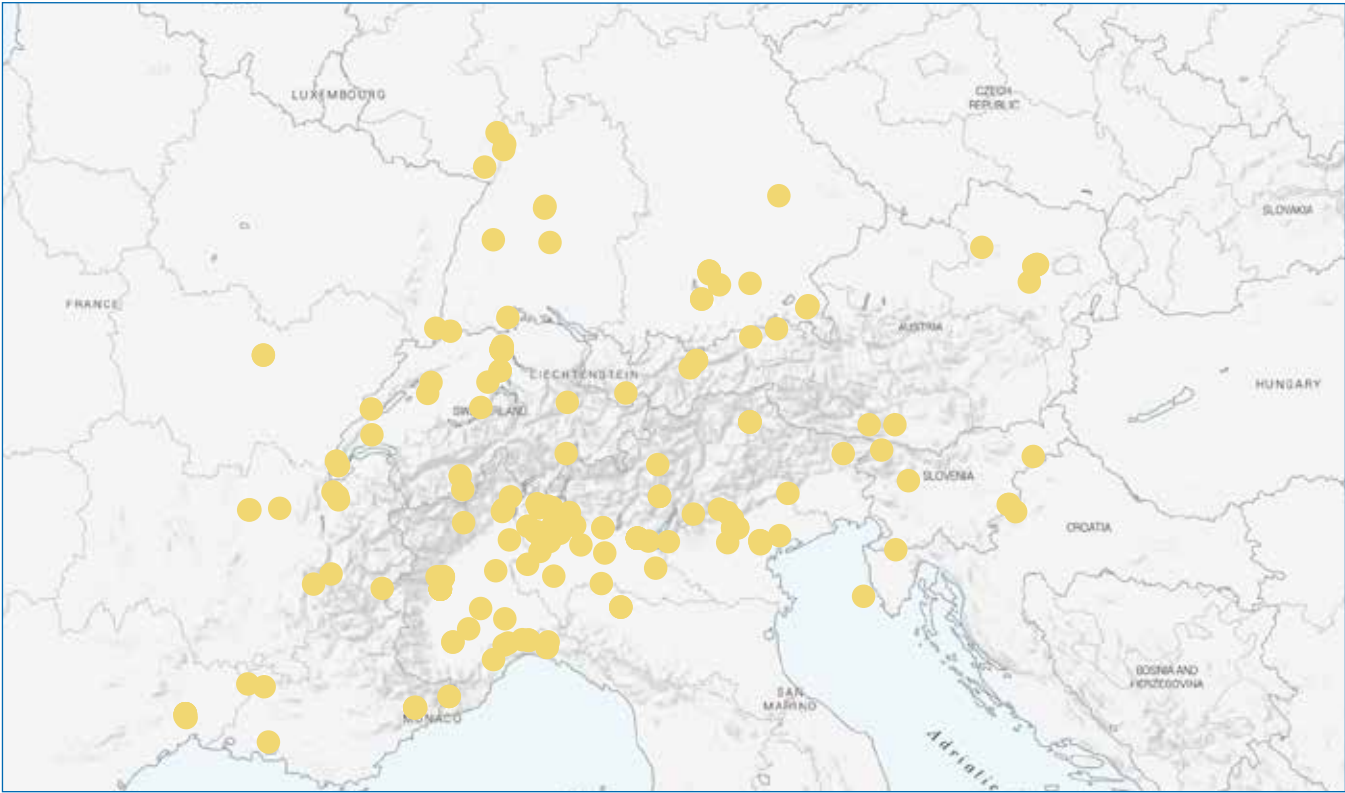 LUXEMBOURG
CZECH
REPUBLIC
SLOVAKIA
FRANCE
AUSTRIA
LIECHTENSTEIN
HUNGARY
SWITZERLAND
SLOVENIA
CROATIA
BOSNIA AND
HERZEGOVINA
SAN
MARINO
MONACO
Adriatic